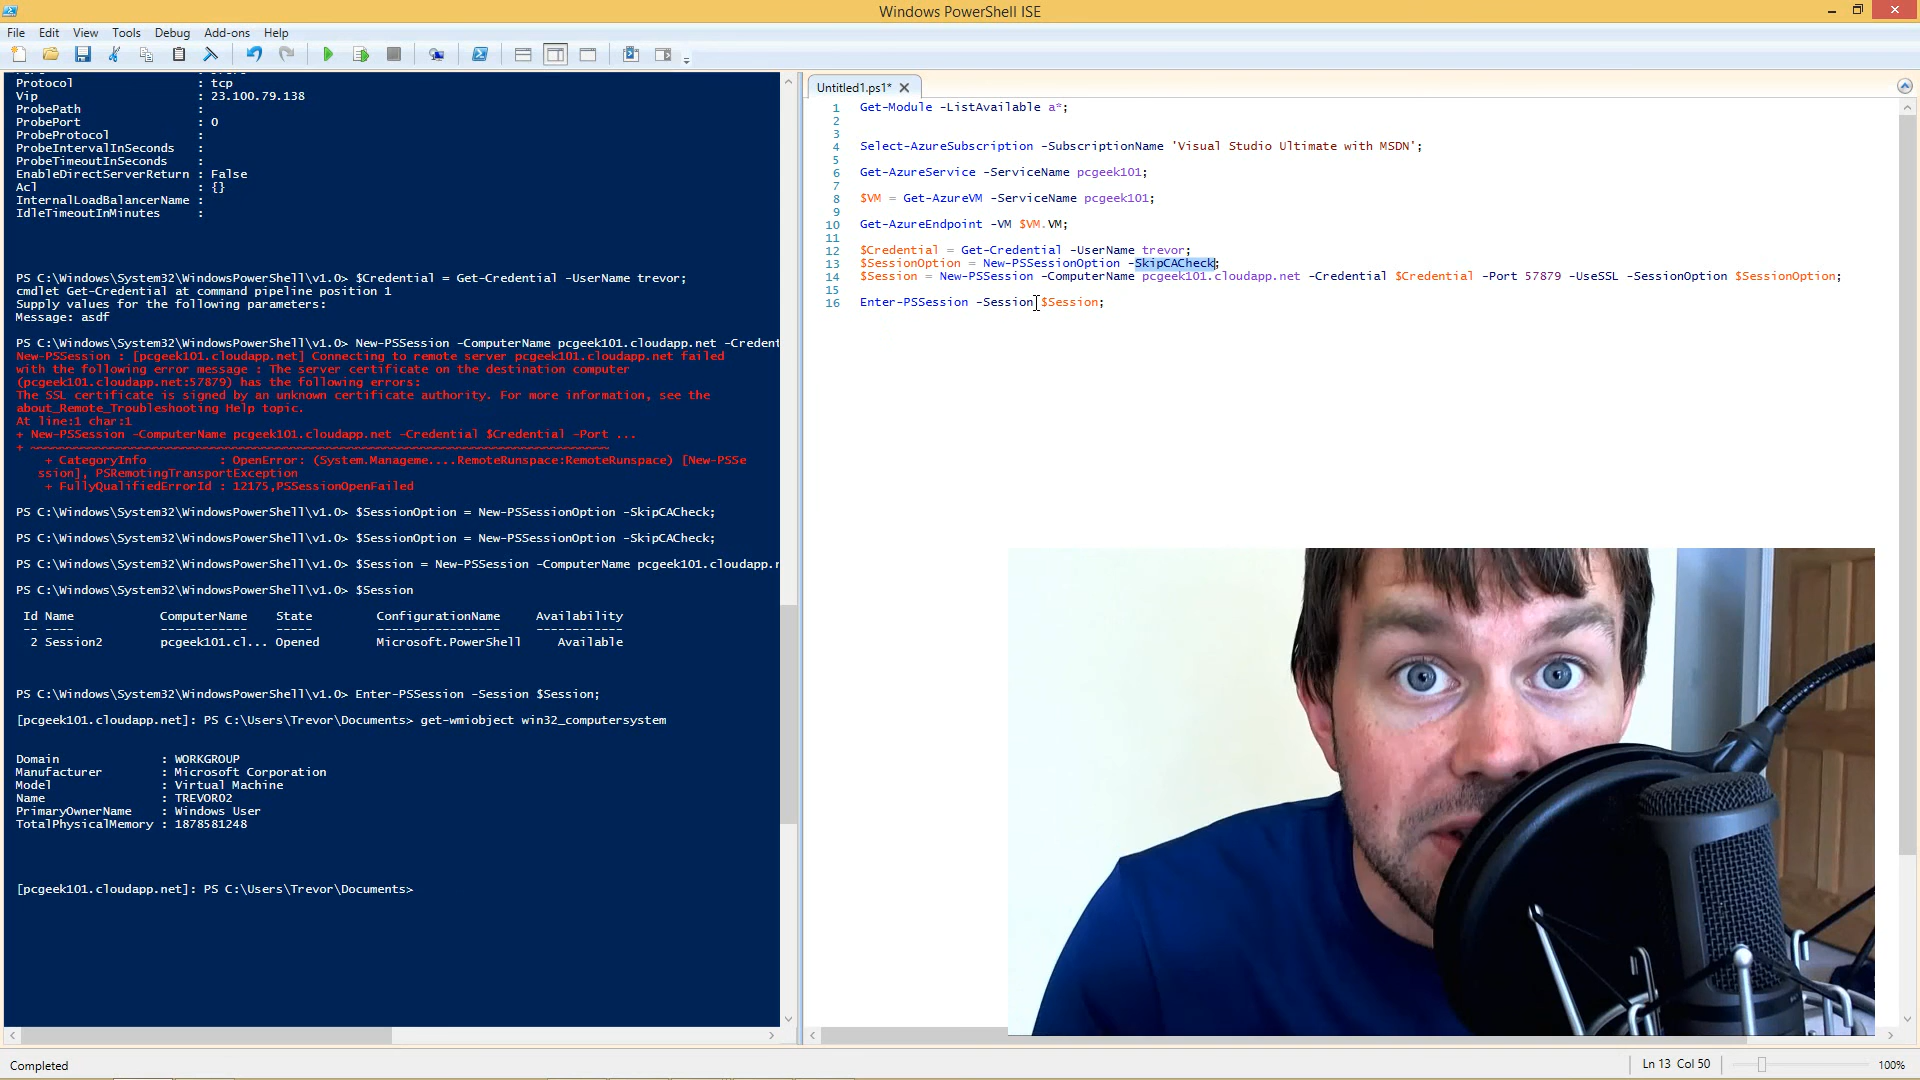 Windows PowerShell ISE
File Edit View Tools Debug Add-ons Help
Protocol : tcp
Vip : 23.100.79.138
ProbePath :
ProbePort : 0
ProbeProtocol :
ProbeIntervalInSeconds :
ProbeTimeoutInSeconds :
EnableDirectServerReturn : False
Acl : {}
InternalLoadBalancerName :
IdleTimeoutInMinutes :
PS C:\Windows\System32\WindowsPowerShell\v1.0> $Credential = Get-Credential -UserName trevor;
cmdlet Get-Credential at command pipeline position 1
Supply values for the following parameters:
Message: asdf
PS C:\Windows\System32\WindowsPowerShell\v1.0> New-PSSession -ComputerName pcgeek101.cloudapp.net -Credent
New-PSSession : [pcgeek101.cloudapp.net] Connecting to remote server pcgeek101.cloudapp.net failed
with the following error message : The server certificate on the destination computer
(pcgeek101.cloudapp.net:57879) has the following errors:
The SSL certificate is signed by an unknown certificate authority. For more information, see the
about_Remote_Troubleshooting Help topic.
At line:1 char:1
+ New-PSSession -ComputerName pcgeek101.cloudapp.net -Credential $Credential -Port ...
+ ~~~~~~~~~~~~~~~~~~~~~~~~~~~~~~~~~~~~~~~~~~~~~~~~~~~~~~~~~~~~~~~~~~~~~~~~~~~~~~~~
+ CategoryInfo : OpenError: (System.Manageme....RemoteRunspace:RemoteRunspace) [New-PSSe
ssion], PSRemotingTransportException
+ FullyQualifiedErrorId : 12175,PSSessionOpenFailed
PS C:\Windows\System32\WindowsPowerShell\v1.0> $SessionOption = New-PSSessionOption -SkipCACheck;
PS C:\Windows\System32\WindowsPowerShell\v1.0> $SessionOption = New-PSSessionOption -SkipCACheck;
PS C:\Windows\System32\WindowsPowerShell\v1.0> $Session = New-PSSession -ComputerName pcgeek101.cloudapp.r
PS C:\Windows\System32\WindowsPowerShell\v1.0> $Session
Id Name ComputerName State ConfigurationName Availability
-- ---- ------------ ----- ----------------- ------------
2 Session2 pcgeek101.cl... Opened Microsoft.PowerShell Available
PS C:\Windows\System32\WindowsPowerShell\v1.0> Enter-PSSession -Session $Session;
[pcgeek101.cloudapp.net]: PS C:\Users\Trevor\Documents> get-wmiobject win32_computersystem
Domain : WORKGROUP
Manufacturer : Microsoft Corporation
Model : Virtual Machine
Name : TREVOR02
PrimaryOwnerName : Windows User
TotalPhysicalMemory : 1878581248
[pcgeek101.cloudapp.net]: PS C:\Users\Trevor\Documents>
Untitled1.ps1*
1 Get-Module -ListAvailable a*;
2
3
4 Select-AzureSubscription -SubscriptionName 'Visual Studio Ultimate with MSDN';
5
6 Get-AzureService -ServiceName pcgeek101;
7
8 $VM = Get-AzureVM -ServiceName pcgeek101;
9
10 Get-AzureEndpoint -VM $VM.VM;
11
12 $Credential = Get-Credential -UserName trevor;
13 $SessionOption = New-PSSessionOption -SkipCACheck;
14 $Session = New-PSSession -ComputerName pcgeek101.cloudapp.net -Credential $Credential -Port 57879 -UseSSL -SessionOption $SessionOption;
15
16 Enter-PSSession -Session $Session;
Completed
Ln 13 Col 50
100%